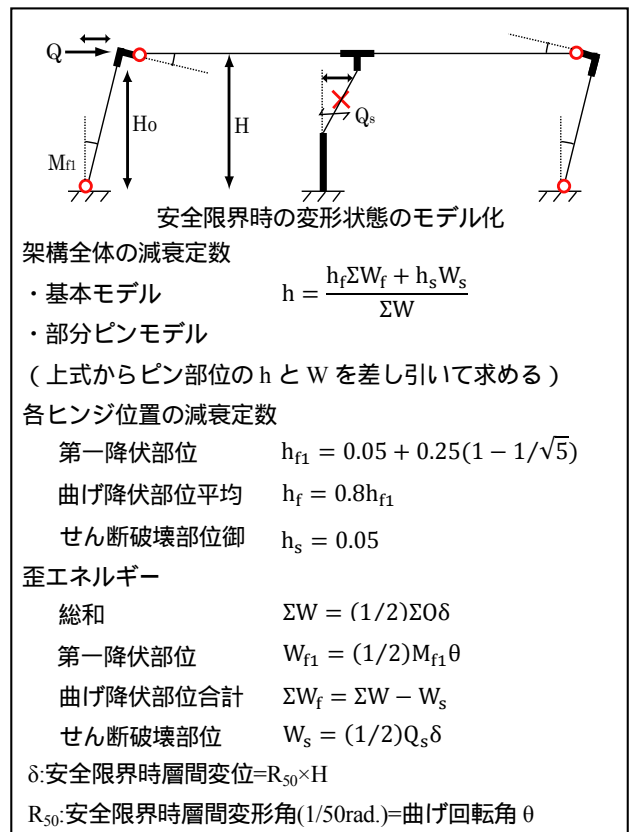 Q
Ho
H
Mf1
Qs
安全限界時の変形状態のモデル化
架構全体の減衰定数
・基本モデル h = (hfΣWf + hsWs) / ΣW
・部分ピンモデル
（上式からピン部位の h と W を差し引いて求める）
各ヒンジ位置の減衰定数
第一降伏部位 hf1 = 0.05 + 0.25(1 − 1/√5)
曲げ降伏部位平均 hf = 0.8hf1
せん断破壊部位御 hs = 0.05
歪エネルギー
総和 ΣW = (1/2)ΣQδ
第一降伏部位 Wf1 = (1/2)Mf1θ
曲げ降伏部位合計 ΣWf = ΣW − Ws
せん断破壊部位 Ws = (1/2)Qsδ
δ:安全限界時層間変位=R50×H
R50:安全限界時層間変形角(1/50rad.)=曲げ回転角 θ